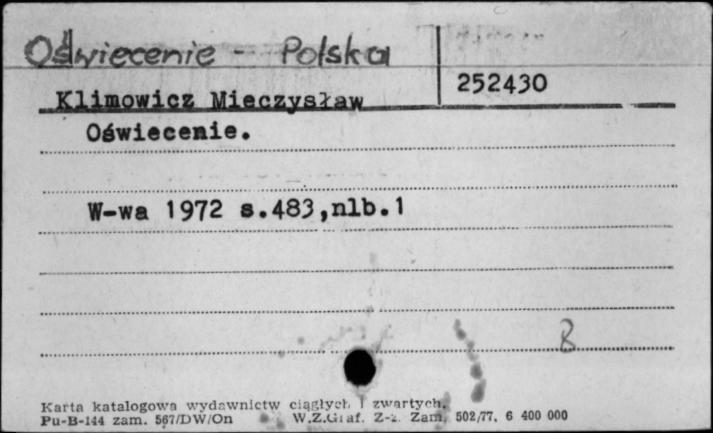 Oświecenie - Polska
252430
Klimowicz Mieczysław
Oświecenie.
W-wa 1972 s.483,nlb.1
B
Karta katalogowa wydawnictw ciągłych i zwartych.
Pu-B-144 zam. 567/DW/On W.Z.Graf. Z-2. Zam. 502/77. 6 400 000